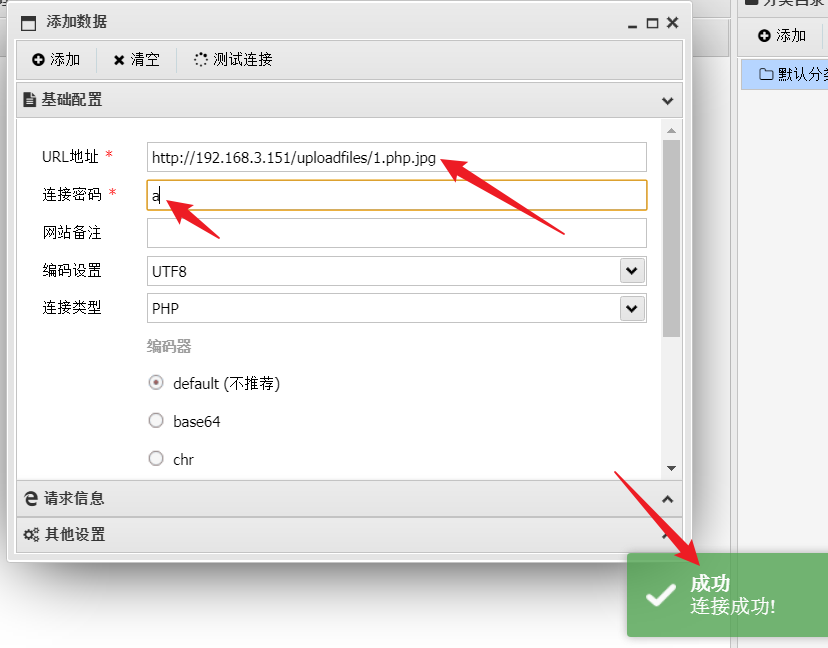 添加数据
添加 清空 测试连接
基础配置
URL地址 * http://192.168.3.151/uploadfiles/1.php.jpg
连接密码 * a
网站备注
编码设置 UTF8
连接类型 PHP
编码器
default (不推荐)
base64
chr
请求信息
其他设置
分类目录
添加
默认分类
成功
连接成功!